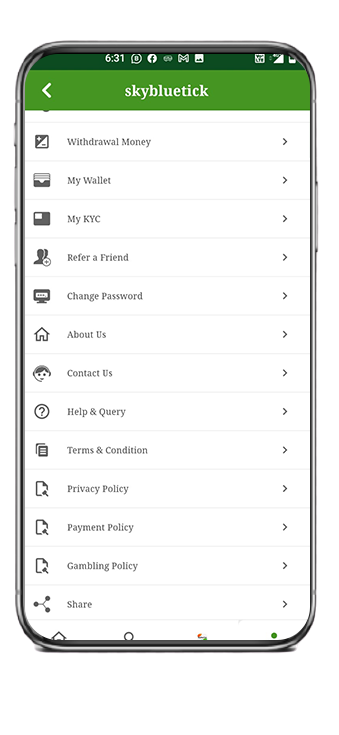 6:31
skybluetick
Withdrawal Money
My Wallet
My KYC
Refer a Friend
Change Password
About Us
Contact Us
Help & Query
Terms & Condition
Privacy Policy
Payment Policy
Gambling Policy
Share